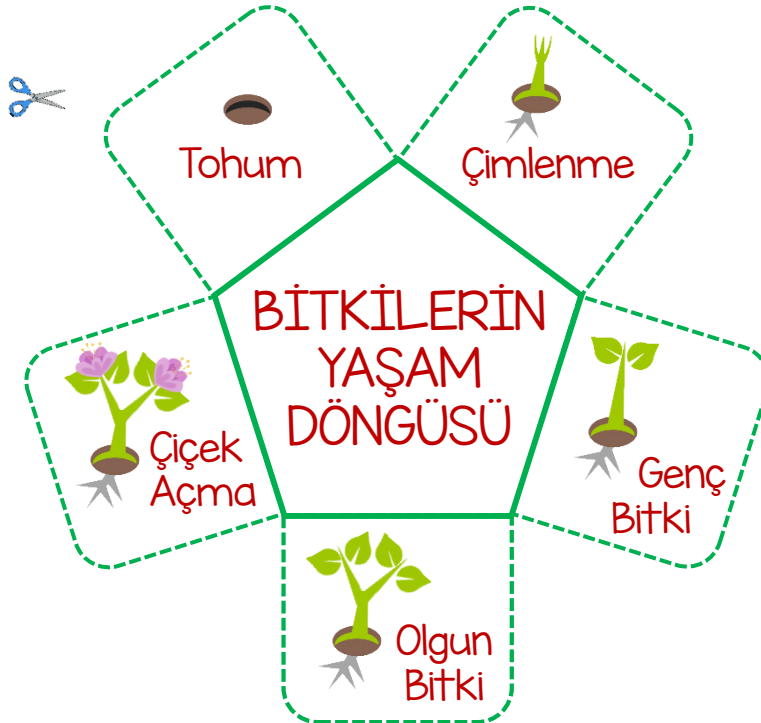 Tohum
Çimlenme
BİTKİLERİN
YAŞAM
DÖNGÜSÜ
Çiçek
Açma
Genç
Bitki
Olgun
Bitki